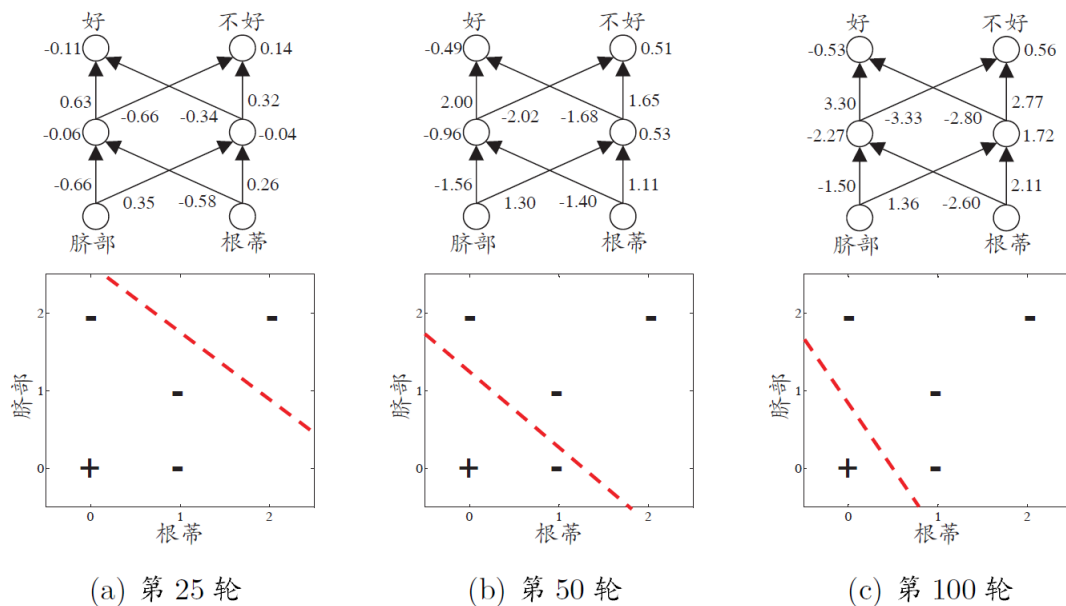 好 不好
-0.11 0.14
0.63 -0.66 -0.34 0.32
-0.06 -0.04
-0.66 0.35 -0.58 0.26
脐部 根蒂
好 不好
-0.49 0.51
2.00 -2.02 -1.68 1.65
-0.96 0.53
-1.56 1.30 -1.40 1.11
脐部 根蒂
好 不好
-0.53 0.56
3.30 -3.33 -2.80 2.77
-2.27 1.72
-1.50 1.36 -2.60 2.11
脐部 根蒂
2
1
0
脐部
- - - - +
0 1 2
根蒂
2
1
0
脐部
- - - - +
0 1 2
根蒂
2
1
0
脐部
- - - - +
0 1 2
根蒂
(a) 第 25 轮
(b) 第 50 轮
(c) 第 100 轮